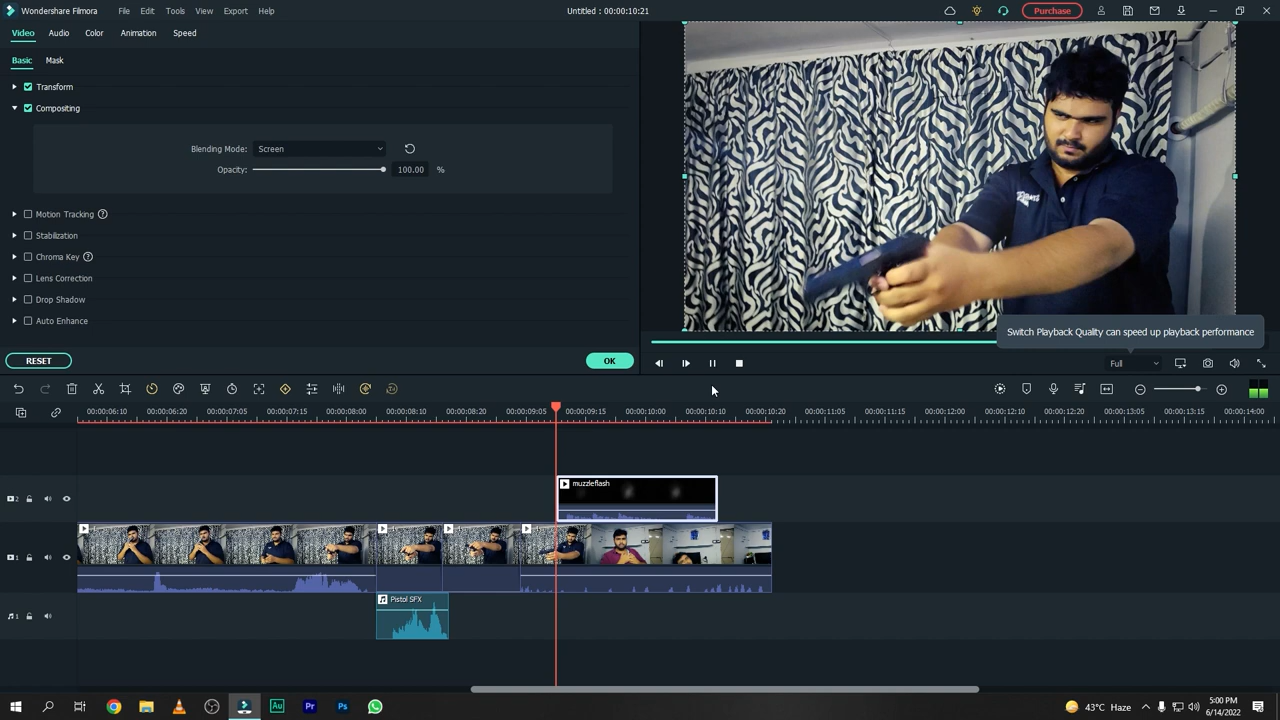 Wondershare Filmora File Edit Tools View Export Help Untitled : 00:00:10:21 Purchase
Video Audio Color Animation Speed
Basic Mask
Transform
Compositing
Blending Mode: Screen
Opacity: 100.00 %
Motion Tracking
Stabilization
Chroma Key
Lens Correction
Drop Shadow
Auto Enhance
Switch Playback Quality can speed up playback performance
RESET OK
Full
00:00:06:10 00:00:06:20 00:00:07:05 00:00:07:15 00:00:08:00 00:00:08:10 00:00:08:20 00:00:09:05 00:00:09:15 00:00:10:00 00:00:10:10 00:00:10:20 00:00:11:05 00:00:11:15 00:00:12:00 00:00:12:10 00:00:12:20 00:00:13:05 00:00:13:15 00:00:14:00
muzzleflash
2
1
Pistol SFX
1
Au Pr Ps 43°C Haze 5:00 PM
6/14/2022